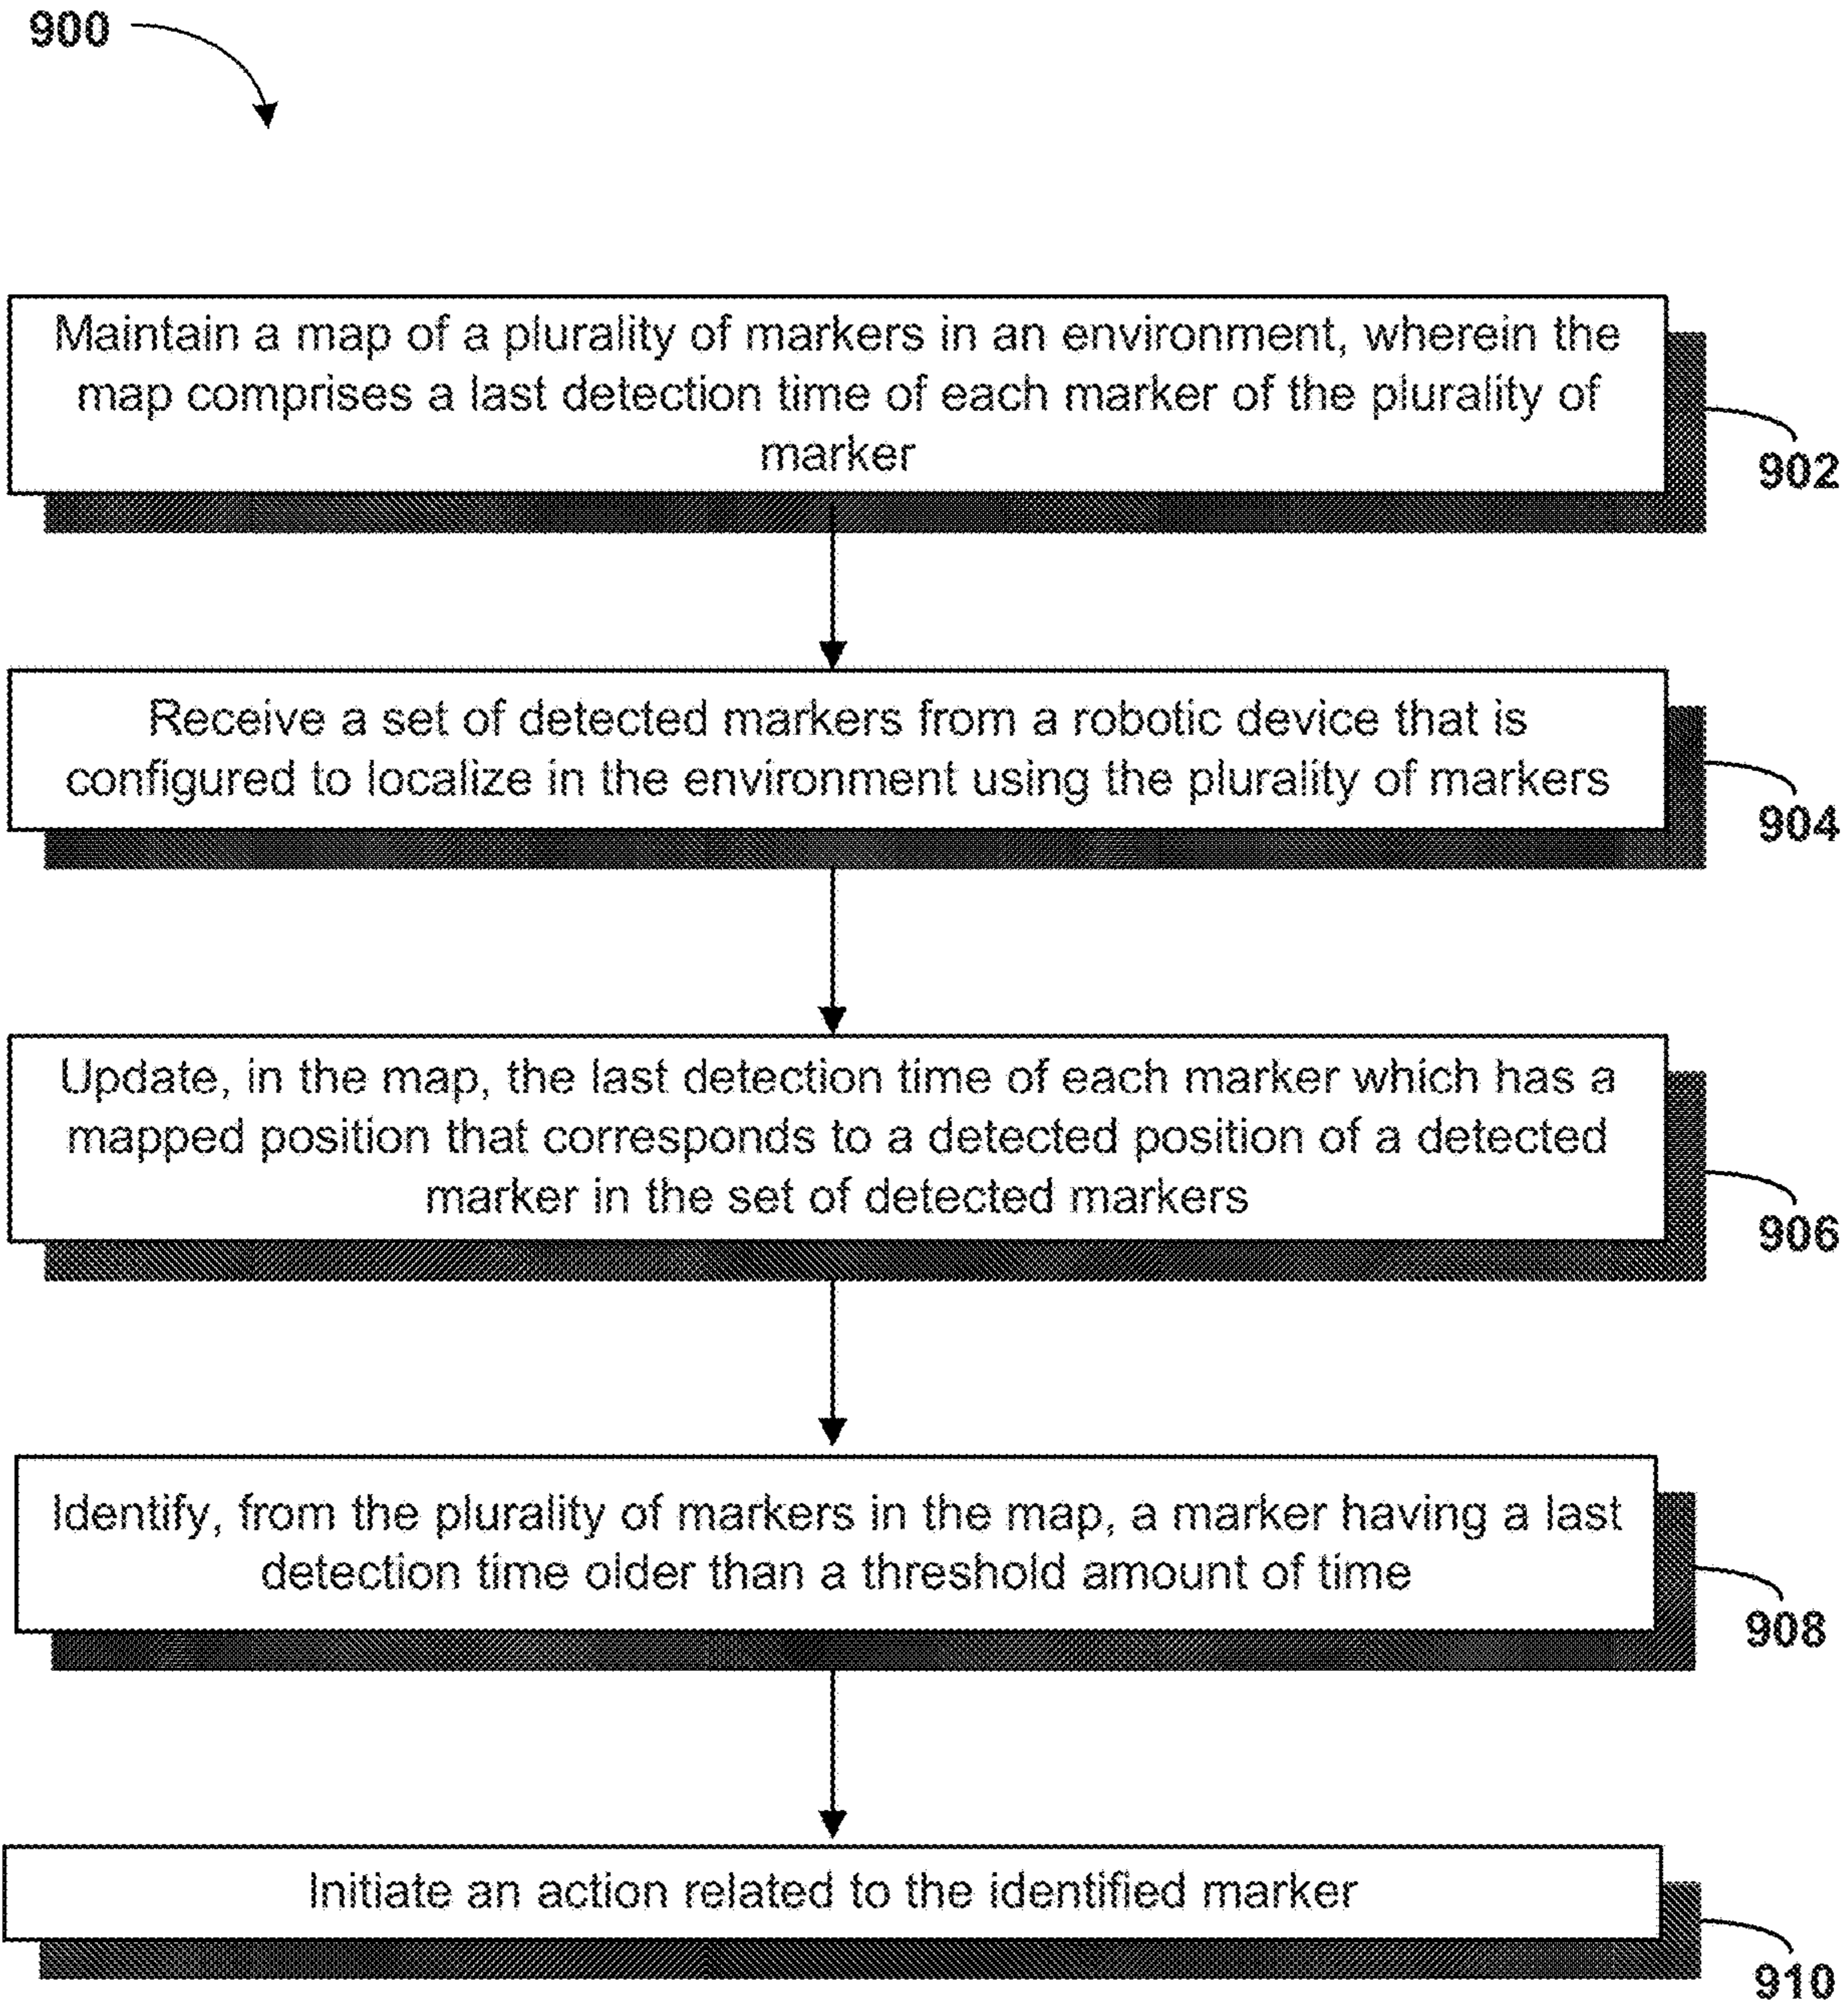 900
Maintain a map of a plurality of markers in an environment, wherein the
map comprises a last detection time of each marker of the plurality of
marker
902
Receive a set of detected markers from a robotic device that is
configured to localize in the environment using the plurality of markers
904
Update, in the map, the last detection time of each marker which has a
mapped position that corresponds to a detected position of a detected
marker in the set of detected markers
906
Identify, from the plurality of markers in the map, a marker having a last
detection time older than a threshold amount of time
908
Initiate an action related to the identified marker
910